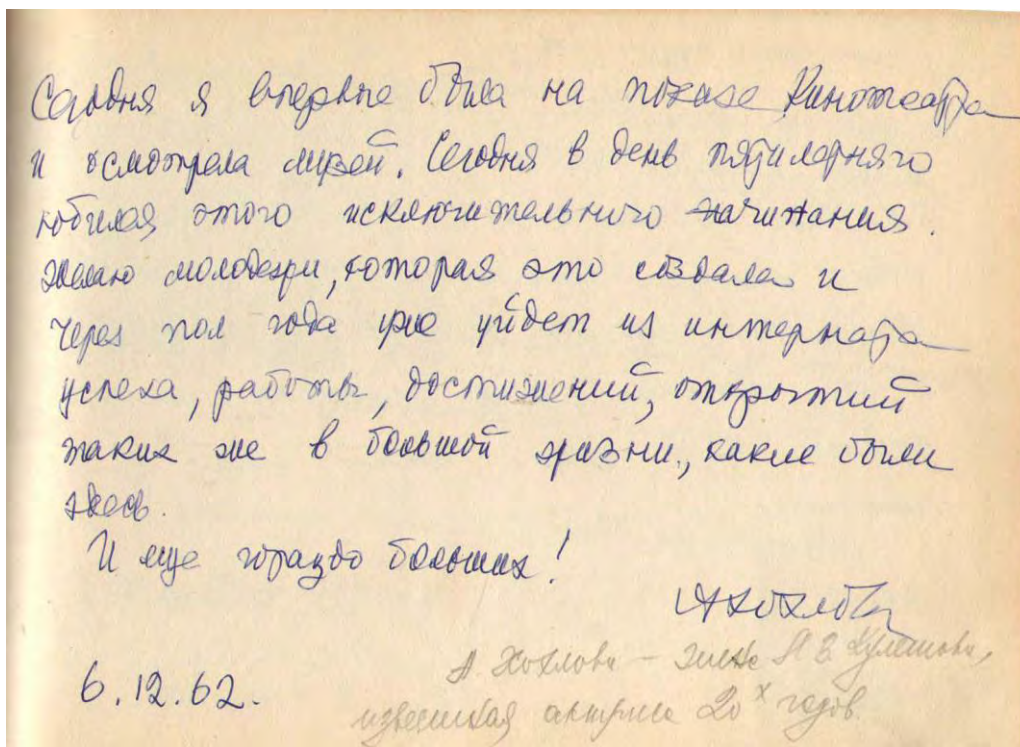 Сегодня я впервые была на показе Кинотеатра
и осмотрела музей. Сегодня в день пятилетнего
юбилея этого исключительного начинания.
Желаю молодежи, которая это создала и
через пол года уже уйдет из интерната
успеха, работы, достижений, открытий
таких же в большой жизни, какие были
здесь.
И еще гораздо больших!
АХохлова
6.12.62.
А. Хохлова – жена Л В Кулешова,
известная актриса 20х годов.